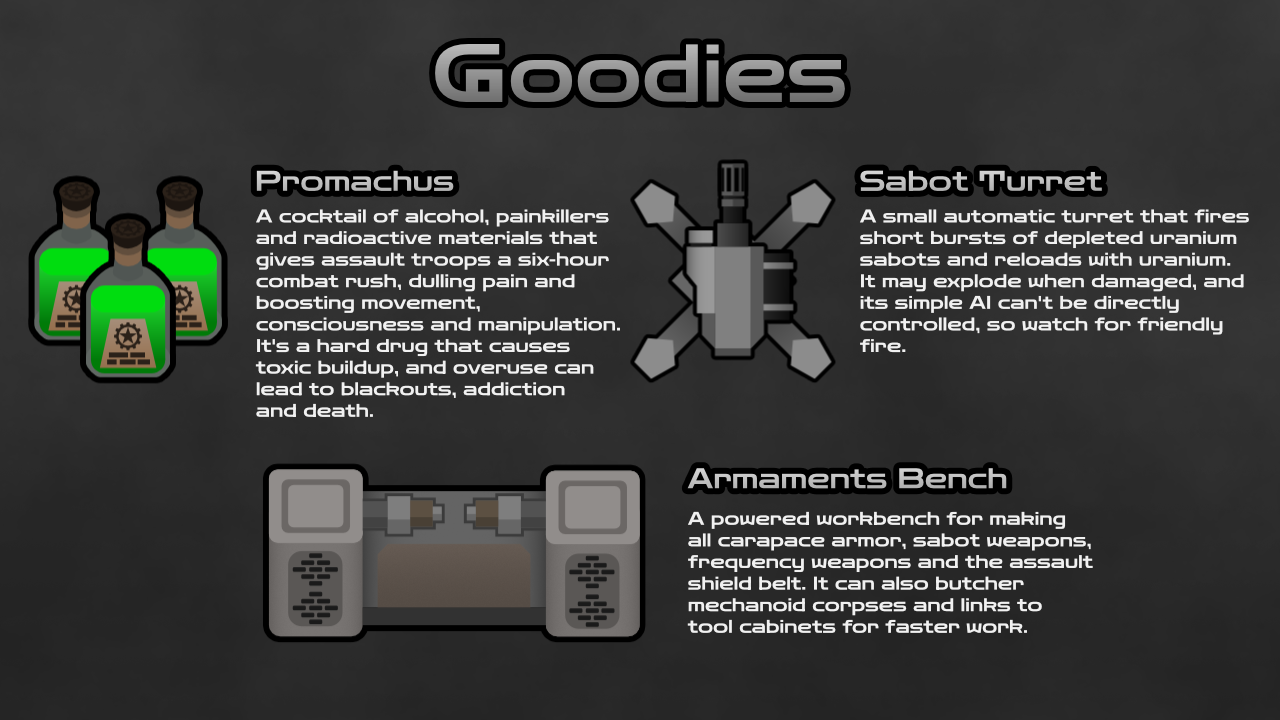 Goodies
Promachus
A cocktail of alcohol, painkillers
and radioactive materials that
gives assault troops a six-hour
combat rush, dulling pain and
boosting movement,
consciousness and manipulation.
It's a hard drug that causes
toxic buildup, and overuse can
lead to blackouts, addiction
and death.
Sabot Turret
A small automatic turret that fires
short bursts of depleted uranium
sabots and reloads with uranium.
It may explode when damaged, and
its simple AI can't be directly
controlled, so watch for friendly
fire.
Armaments Bench
A powered workbench for making
all carapace armor, sabot weapons,
frequency weapons and the assault
shield belt. It can also butcher
mechanoid corpses and links to
tool cabinets for faster work.